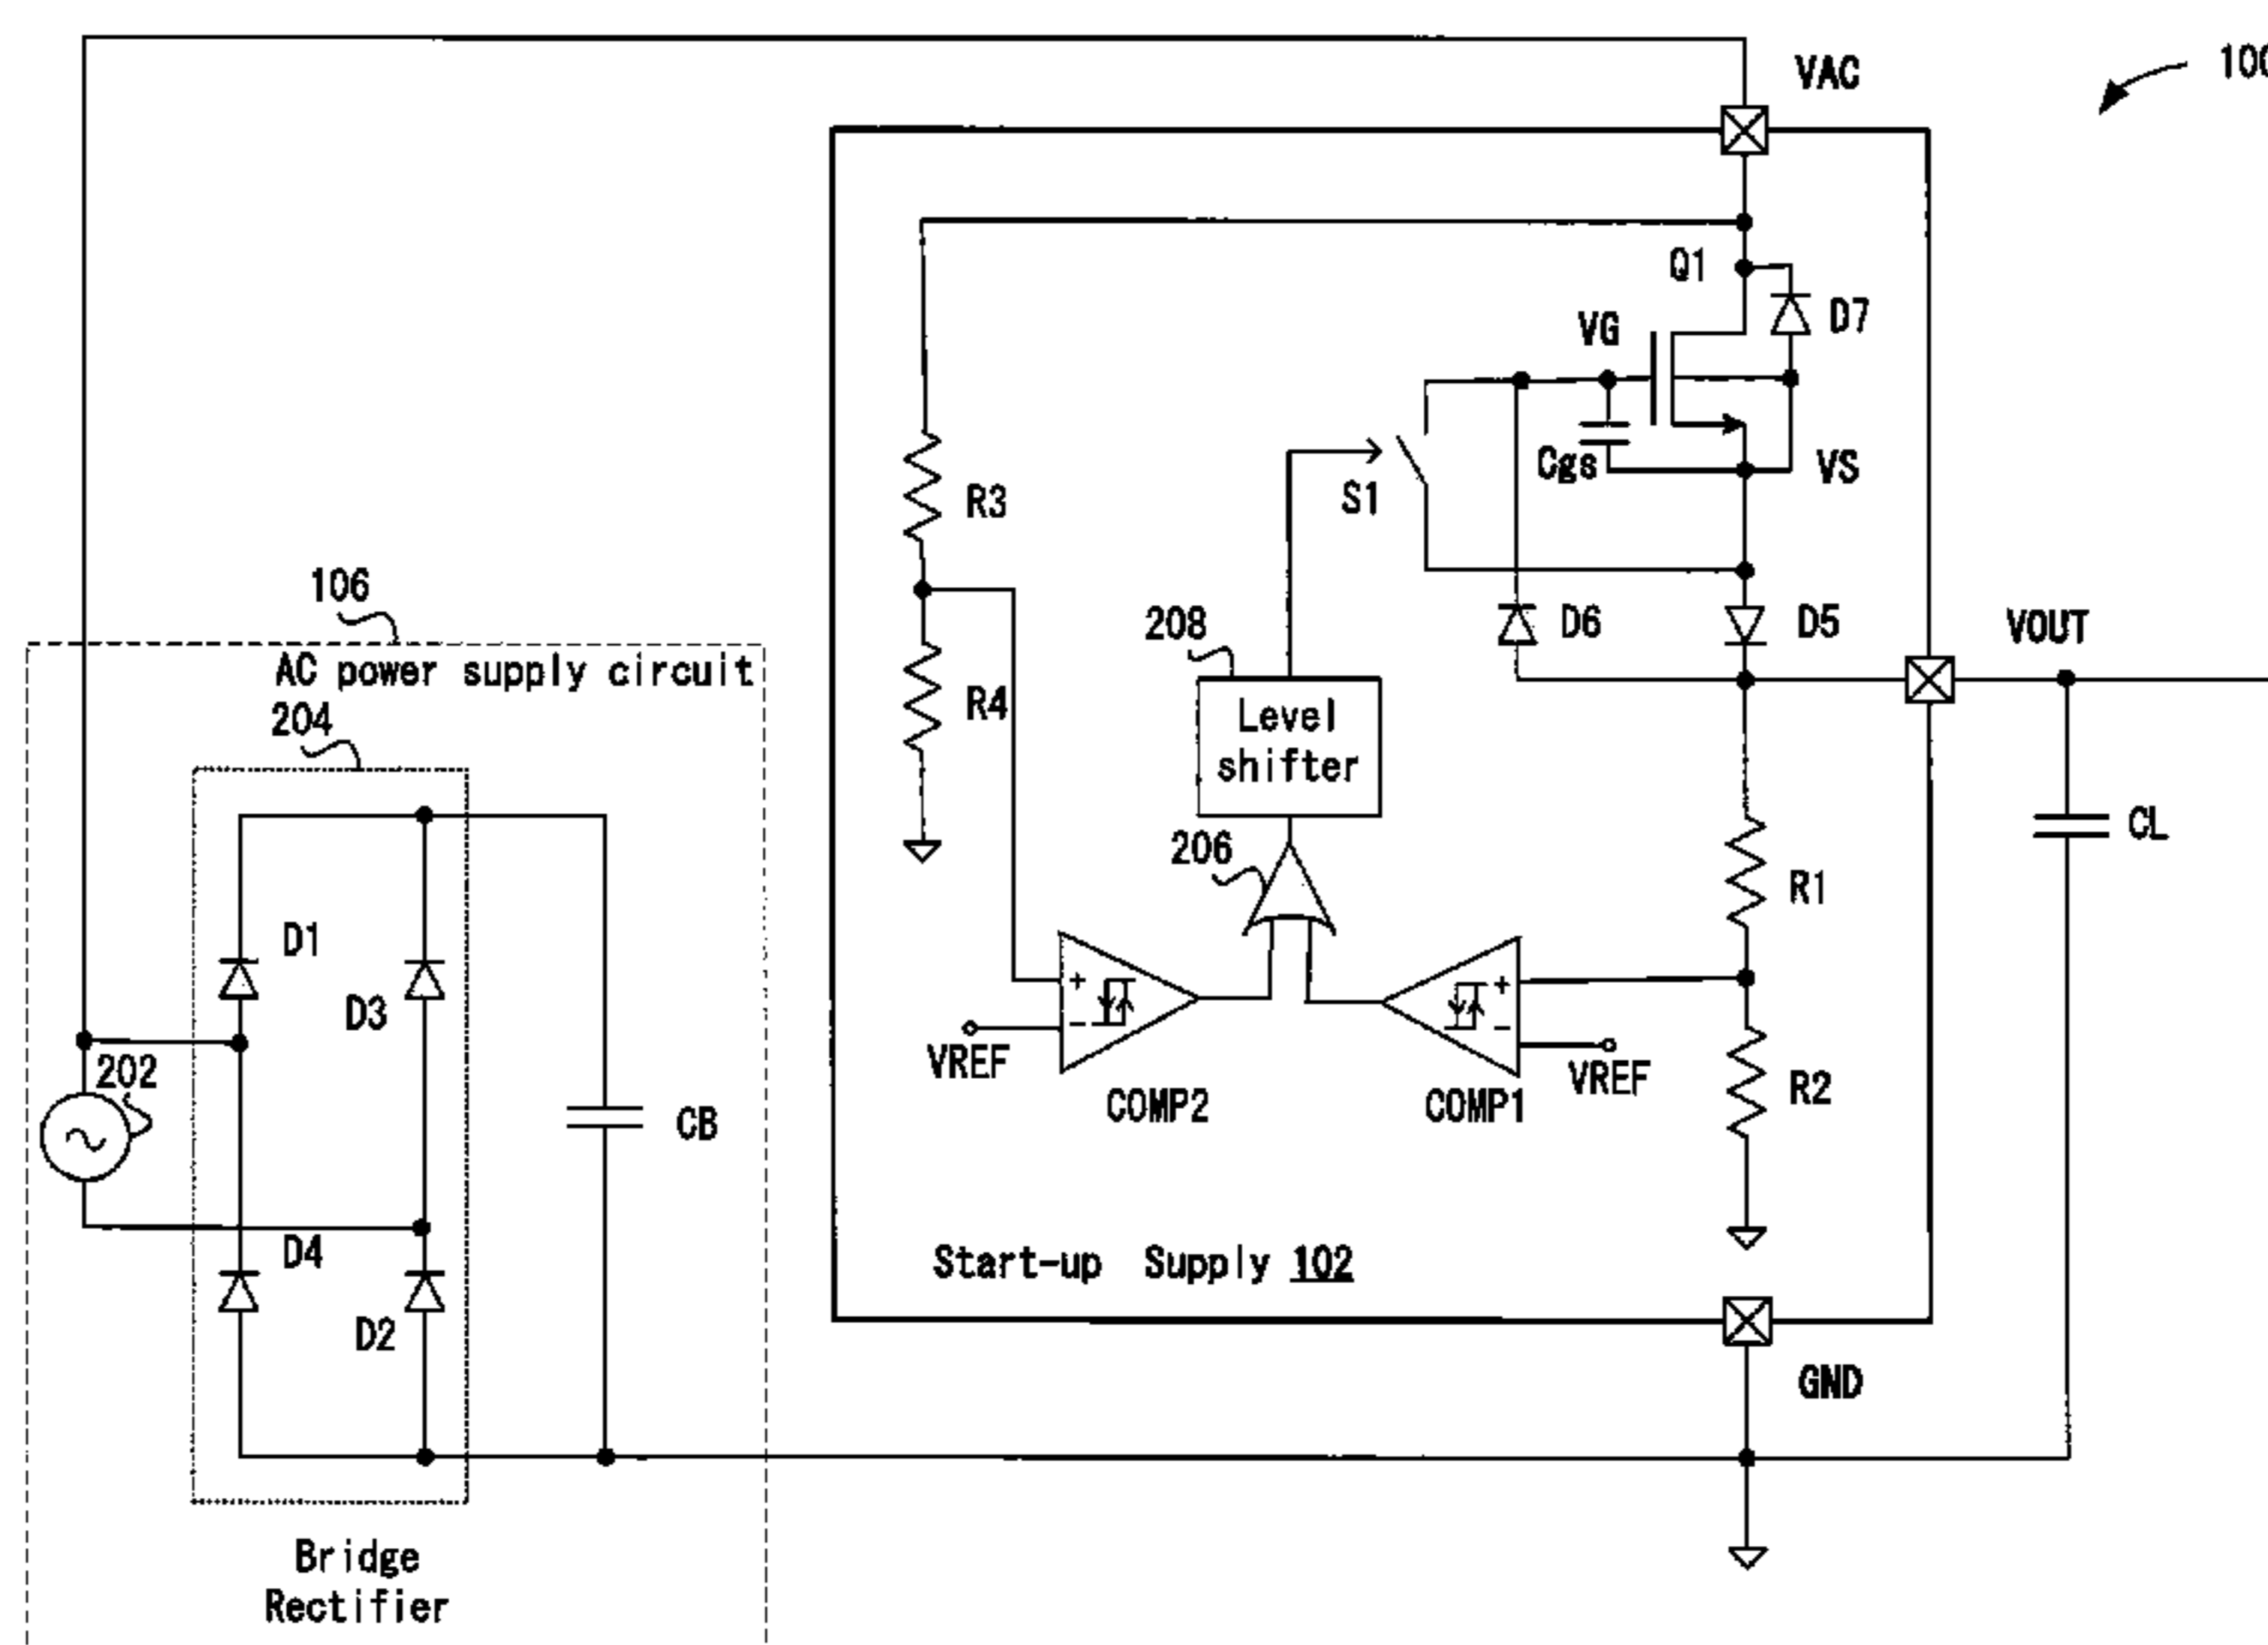 VAC
Q1
D7
VG
VS
Cgs
S1
R3
106
208
D6
D5
VOUT
AC power supply circuit
204
R4
Level
shifter
206
CL
R1
D1
D3
+
-
+
-
202
VREF
VREF
CB
COMP2
COMP1
R2
D4
Start-up Supply 102
D2
GND
Bridge
Rectifier